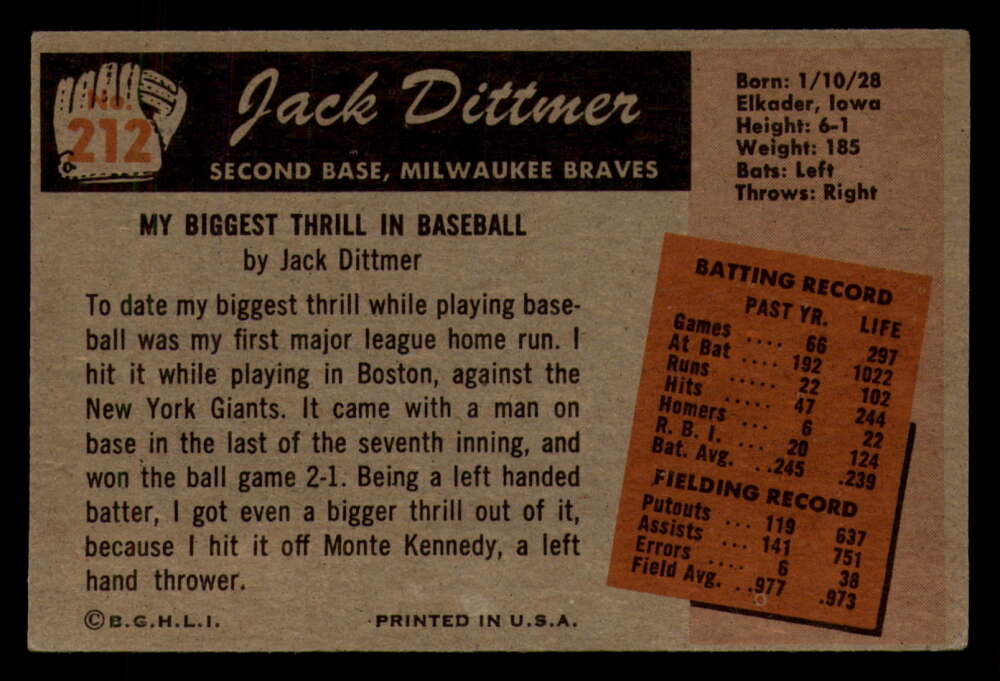 No.
212
Jack Dittmer
SECOND BASE, MILWAUKEE BRAVES
Born: 1/10/28
Elkader, Iowa
Height: 6-1
Weight: 185
Bats: Left
Throws: Right
MY BIGGEST THRILL IN BASEBALL
by Jack Dittmer
To date my biggest thrill while playing base-
ball was my first major league home run. I
hit it while playing in Boston, against the
New York Giants. It came with a man on
base in the last of the seventh inning, and
won the ball game 2-1. Being a left handed
batter, I got even a bigger thrill out of it,
because I hit it off Monte Kennedy, a left
hand thrower.
BATTING RECORD
PAST YR. LIFE
Games .... 66 297
At Bat .... 192 1022
Runs ..... 22 102
Hits ..... 47 244
Homers ... 6 22
R. B. I. ... 20 124
Bat. Avg. . .245 .239
FIELDING RECORD
Putouts ... 119 637
Assists ... 141 751
Errors .... 6 38
Field Avg. . .977 .973
©B.G.H.L.I. PRINTED IN U.S.A.